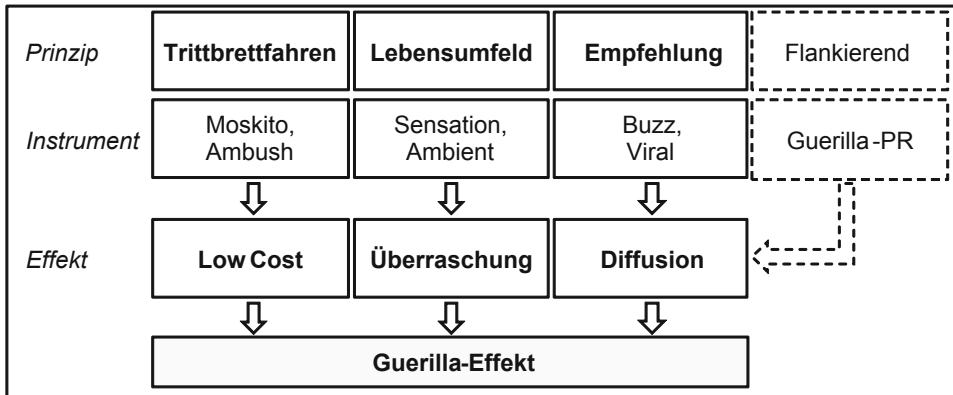 Prinzip Trittbrettfahren Lebensumfeld Empfehlung Flankierend
Instrument Moskito, Ambush Sensation, Ambient Buzz, Viral Guerilla-PR
Effekt Low Cost Überraschung Diffusion
Guerilla-Effekt